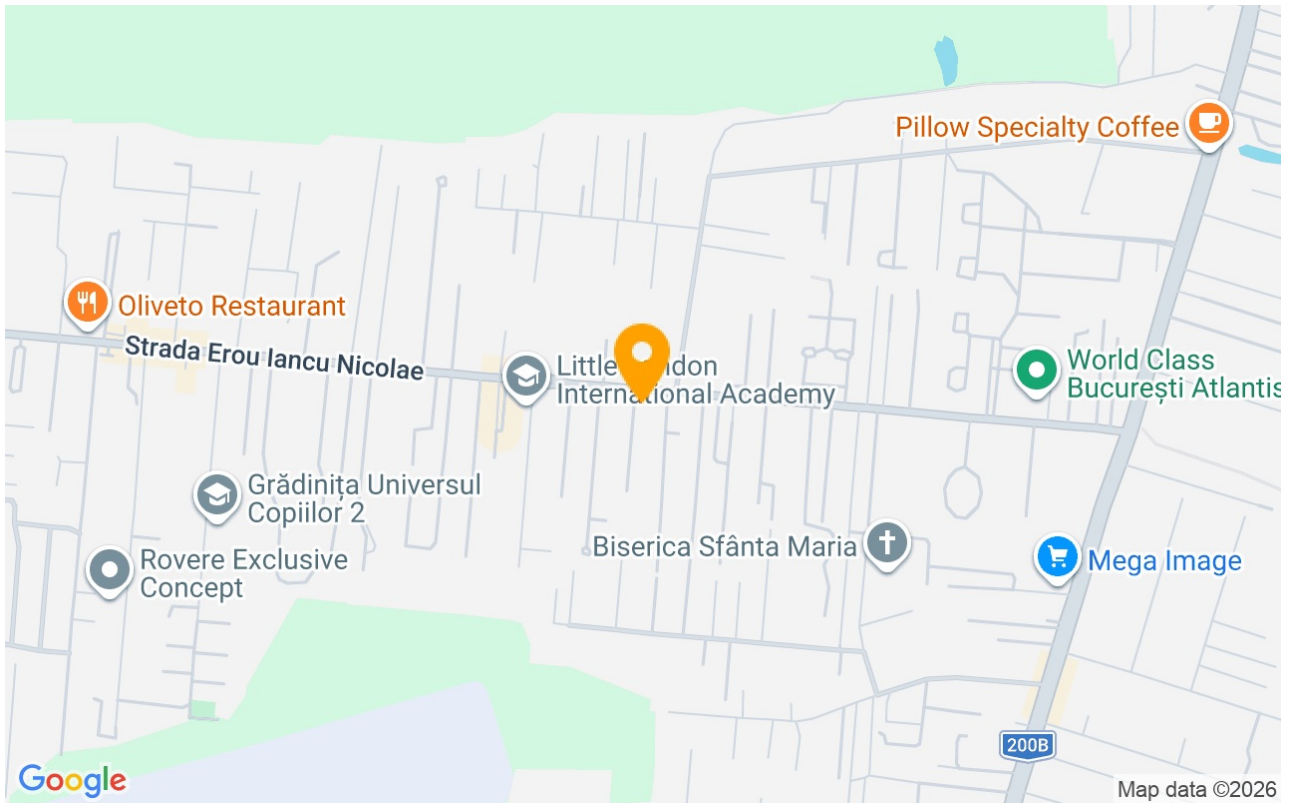 Pillow Specialty Coffee
Oliveto Restaurant
Strada Erou Iancu Nicolae
Little
ndon
International Academy
World Class
București Atlantis
Grădinița Universul
Copiilor 2
Biserica Sfânta Maria
Mega Image
Rovere Exclusive
Concept
200B
Google
Map data ©2026